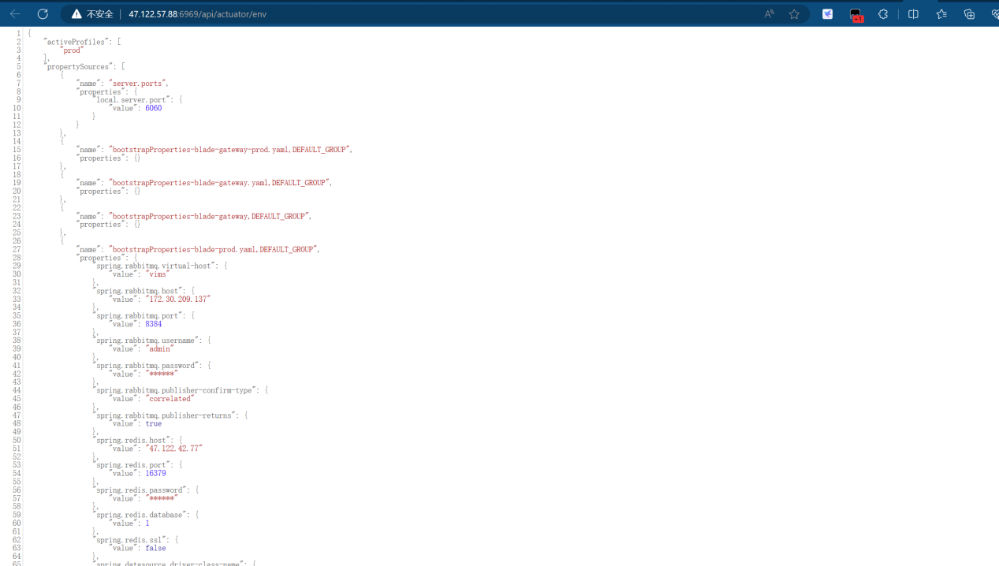 不安全 47.122.57.88:6969/api/actuator/env
+1
1 {
2 "activeProfiles": [
3 "prod"
4 ],
5 "propertySources": [
6 {
7 "name": "server.ports",
8 "properties": {
9 "local.server.port": {
10 "value": 6060
11 }
12 }
13 },
14 {
15 "name": "bootstrapProperties-blade-gateway-prod.yaml,DEFAULT_GROUP",
16 "properties": {}
17 },
18 {
19 "name": "bootstrapProperties-blade-gateway.yaml,DEFAULT_GROUP",
20 "properties": {}
21 },
22 {
23 "name": "bootstrapProperties-blade-gateway,DEFAULT_GROUP",
24 "properties": {}
25 },
26 {
27 "name": "bootstrapProperties-blade-prod.yaml,DEFAULT_GROUP",
28 "properties": {
29 "spring.rabbitmq.virtual-host": {
30 "value": "vims"
31 },
32 "spring.rabbitmq.host": {
33 "value": "172.30.209.137"
34 },
35 "spring.rabbitmq.port": {
36 "value": 8384
37 },
38 "spring.rabbitmq.username": {
39 "value": "admin"
40 },
41 "spring.rabbitmq.password": {
42 "value": "******"
43 },
44 "spring.rabbitmq.publisher-confirm-type": {
45 "value": "correlated"
46 },
47 "spring.rabbitmq.publisher-returns": {
48 "value": true
49 },
50 "spring.redis.host": {
51 "value": "47.122.42.77"
52 },
53 "spring.redis.port": {
54 "value": 16379
55 },
56 "spring.redis.password": {
57 "value": "******"
58 },
59 "spring.redis.database": {
60 "value": 1
61 },
62 "spring.redis.ssl": {
63 "value": false
64 },
65 "spring.datasource.driver-class-name": {